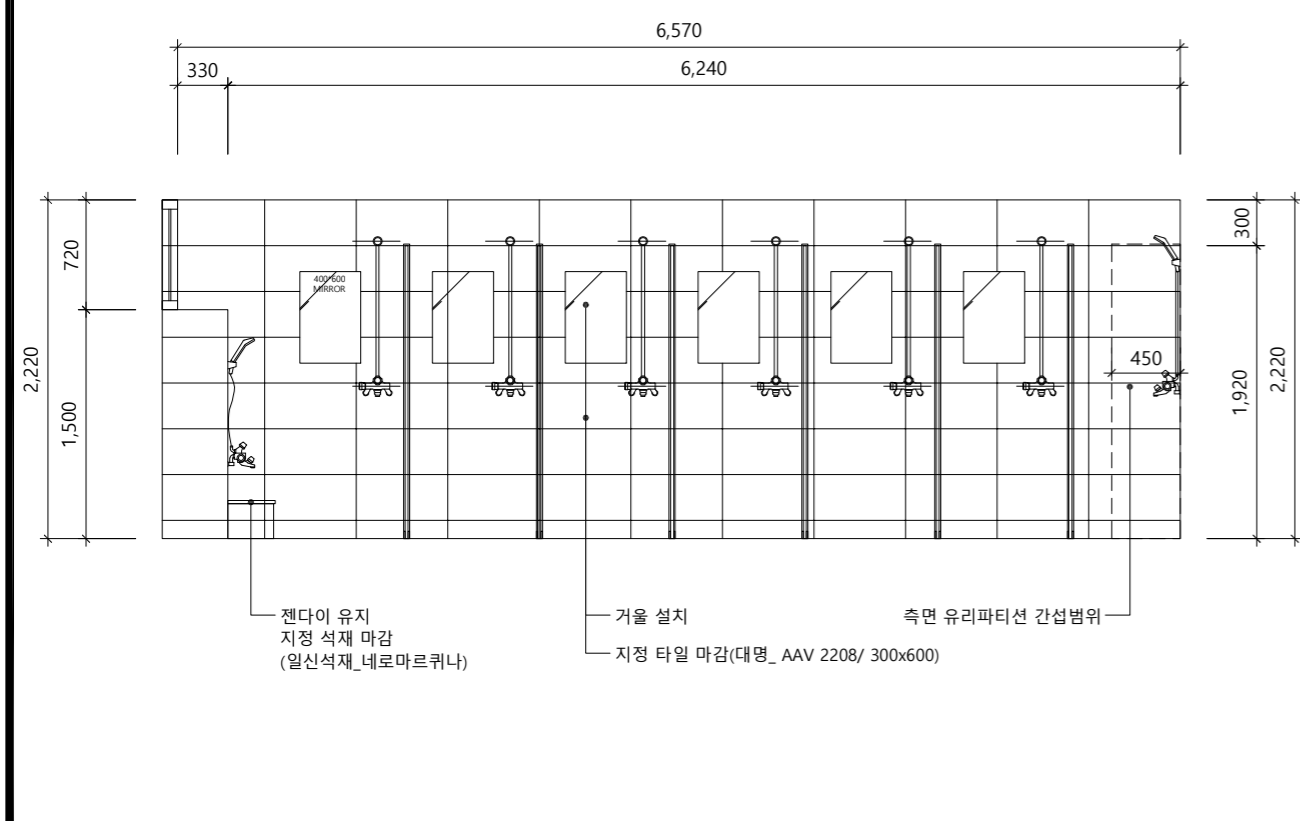 6,570
330
6,240
720
1,500
2,220
400*600
MIRROR
450
300
1,920
2,220
젠다이 유지
지정 석재 마감
(일신석재_네로마르퀴나)
거울 설치
지정 타일 마감(대명_ AAV 2208/ 300x600)
측면 유리파티션 간섭범위